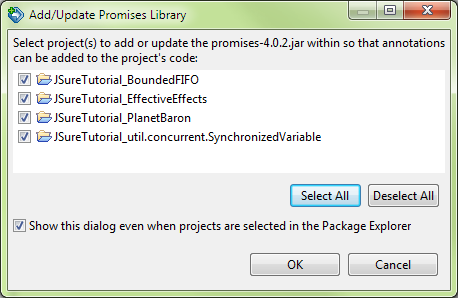 Add/Update Promises Library
Select project(s) to add or update the promises-4.0.2.jar within so that annotations
can be added to the project's code:
JSureTutorial_BoundedFIFO
JSureTutorial_EffectiveEffects
JSureTutorial_PlanetBaron
JSureTutorial_util.concurrent.SynchronizedVariable
Select All
Deselect All
Show this dialog even when projects are selected in the Package Explorer
OK
Cancel